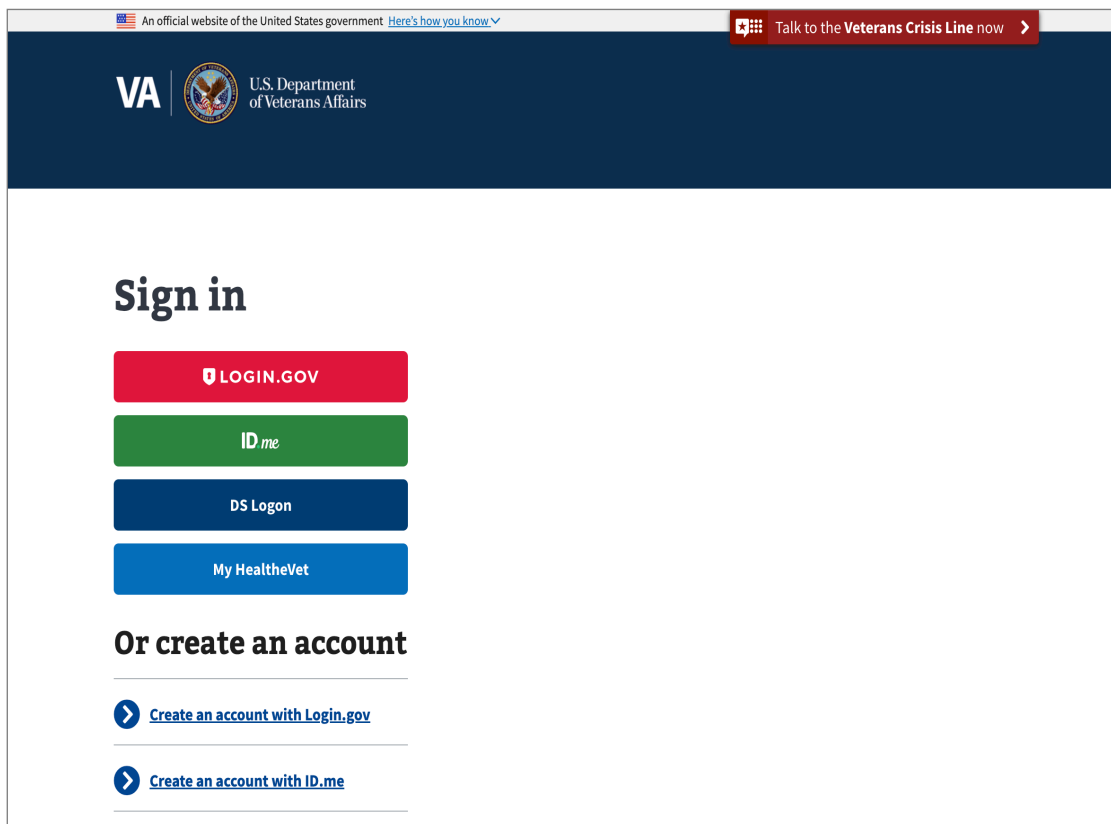 An official website of the United States government Here's how you know
Talk to the Veterans Crisis Line now
VA
U.S. Department
of Veterans Affairs
Sign in
LOGIN.GOV
ID.me
DS Logon
My HealtheVet
Or create an account
Create an account with Login.gov
Create an account with ID.me